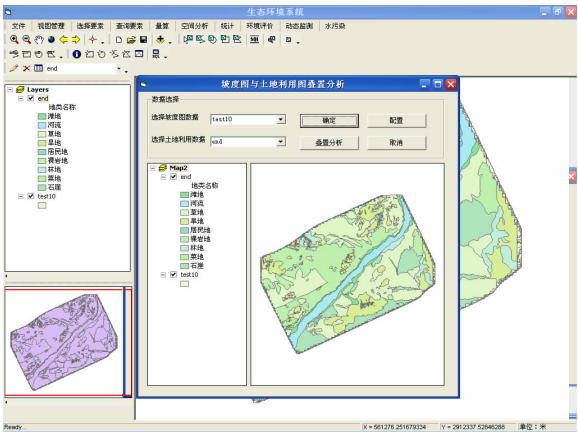 生态环境系统
文件 视图管理 选择要素 查询要素 量算 空间分析 统计 环境评价 动态监测 水污染
end
坡度图与土地利用图叠置分析
数据选择
选择坡度图数据 test10 确定 配置
选择土地利用数据 end 叠置分析 取消
Layers
end
地类名称
滩地
河流
草地
旱地
居民地
裸岩地
林地
菜地
石崖
test10
Map2
end
地类名称
滩地
河流
草地
旱地
居民地
裸岩地
林地
菜地
石崖
test10
Ready... X = 561276.251679334 Y = 2912337.52846286 单位：米